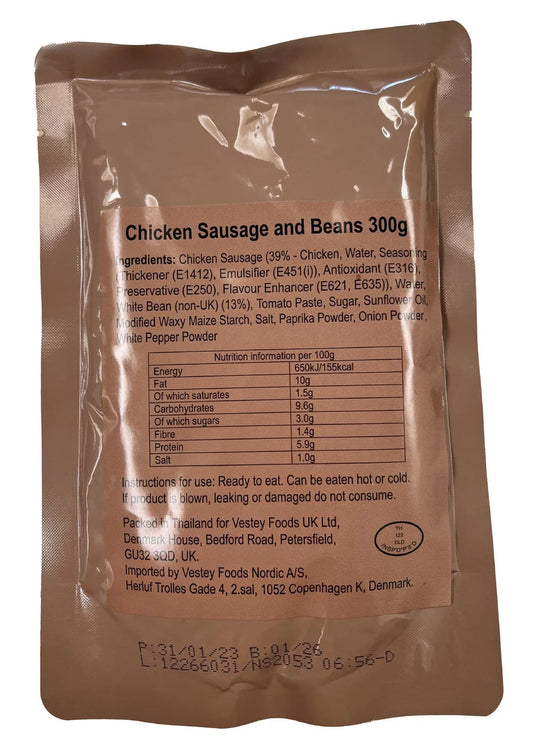 Chicken Sausage and Beans 300g
Ingredients: Chicken Sausage (39% - Chicken, Water, Seasoning
(Thickener (E1412), Emulsifier (E451(i)), Antioxidant (E316),
Preservative (E250), Flavour Enhancer (E621, E635)), Water,
White Bean (non-UK) (13%), Tomato Paste, Sugar, Sunflower Oil,
Modified Waxy Maize Starch, Salt, Paprika Powder, Onion Powder,
White Pepper Powder
Nutrition information per 100g
Energy 650kJ/155kcal
Fat 10g
Of which saturates 1.5g
Carbohydrates 9.6g
Of which sugars 3.0g
Fibre 1.4g
Protein 5.9g
Salt 1.0g
Instructions for use: Ready to eat. Can be eaten hot or cold.
If product is blown, leaking or damaged do not consume.
Packed in Thailand for Vestey Foods UK Ltd,
Denmark House, Bedford Road, Petersfield,
GU32 3QD, UK.
Imported by Vestey Foods Nordic A/S,
Herluf Trolles Gade 4, 2.sal, 1052 Copenhagen K, Denmark.
TH
122
DLD
P:31/01/23 B:01/26
L:12266031/NS2053 06:56-D